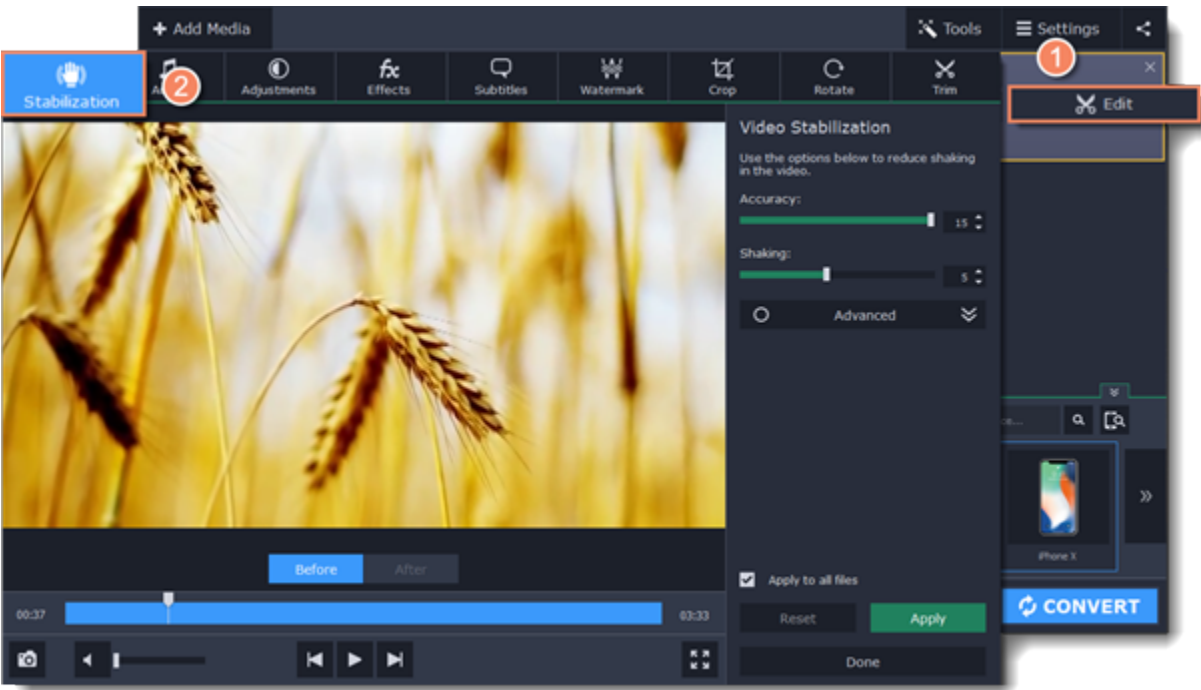 Add Media
Tools
Settings
1
Stabilization
2
Adjustments
Effects
Subtitles
Watermark
Crop
Rotate
Trim
Edit
Video Stabilization
Use the options below to reduce shaking
in the video.
Accuracy:
15
Shaking:
5
Advanced
iPhone X
Before
After
Apply to all files
00:37
03:33
Reset
Apply
CONVERT
Done